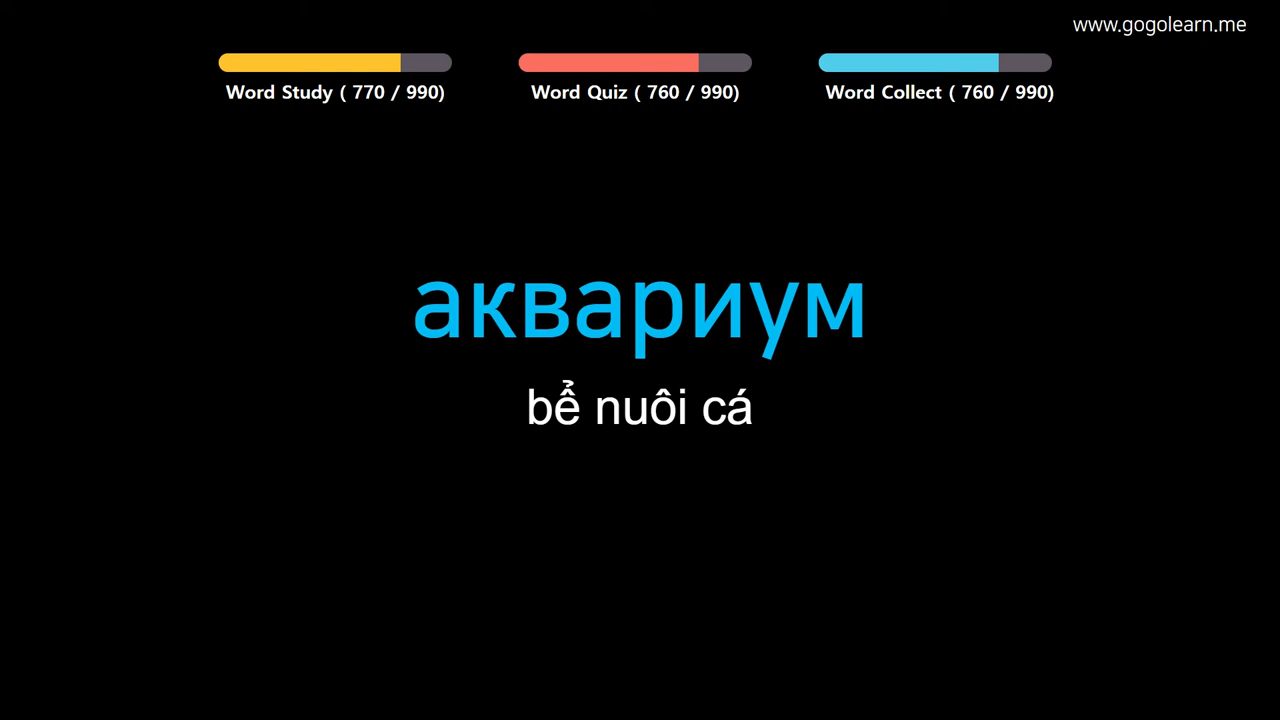 www.gogolearn.me
Word Study ( 770 / 990)
Word Quiz ( 760 / 990)
Word Collect ( 760 / 990)
аквариум
bể nuôi cá